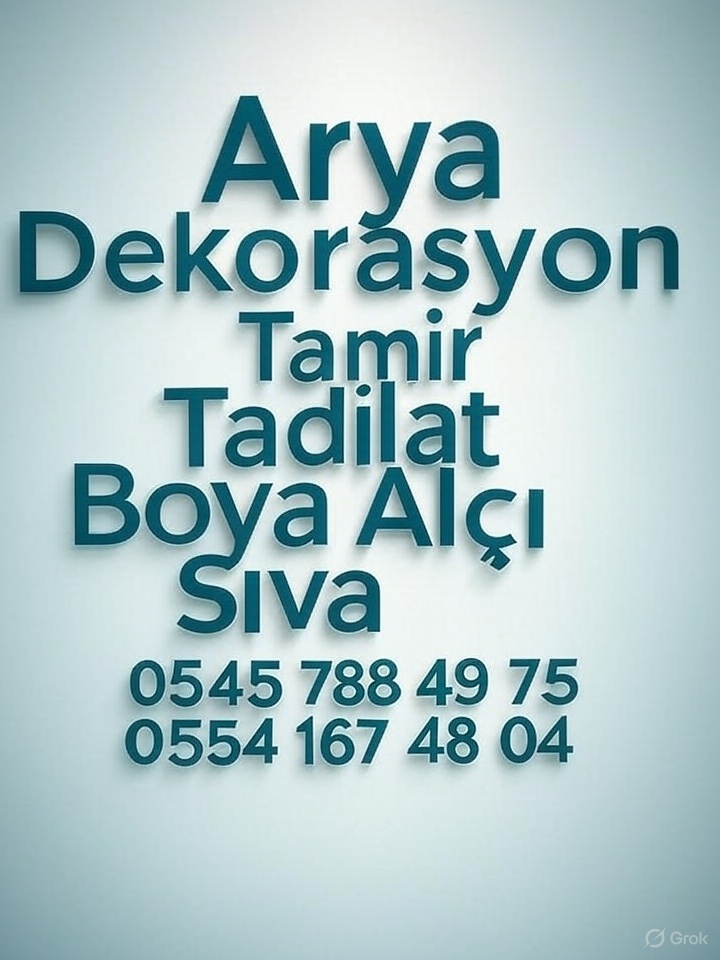 Arya
Dekorasyon
Tamir
Tadilat
Boya Alçı
Sıva
0545 788 49 75
0554 167 48 04
Grok